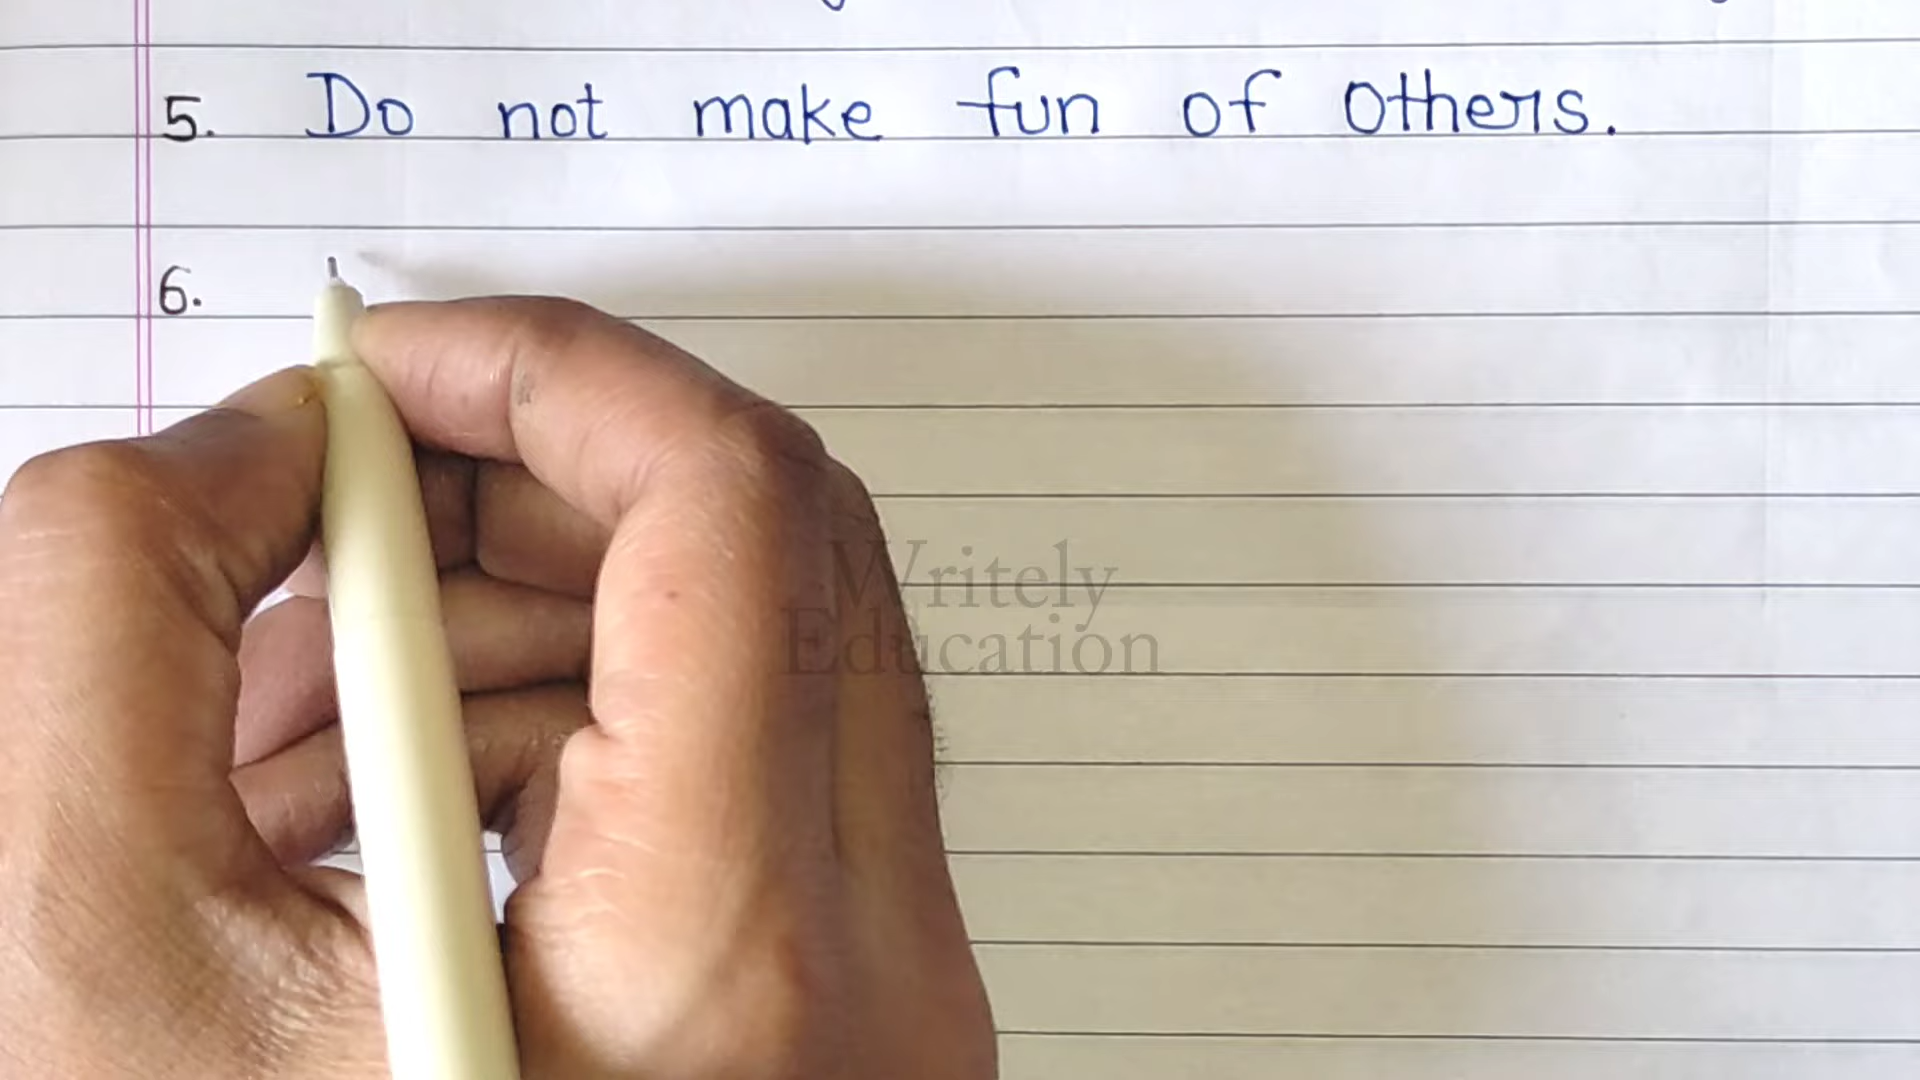 5. Do not make fun of others.
6.
Writely
Education